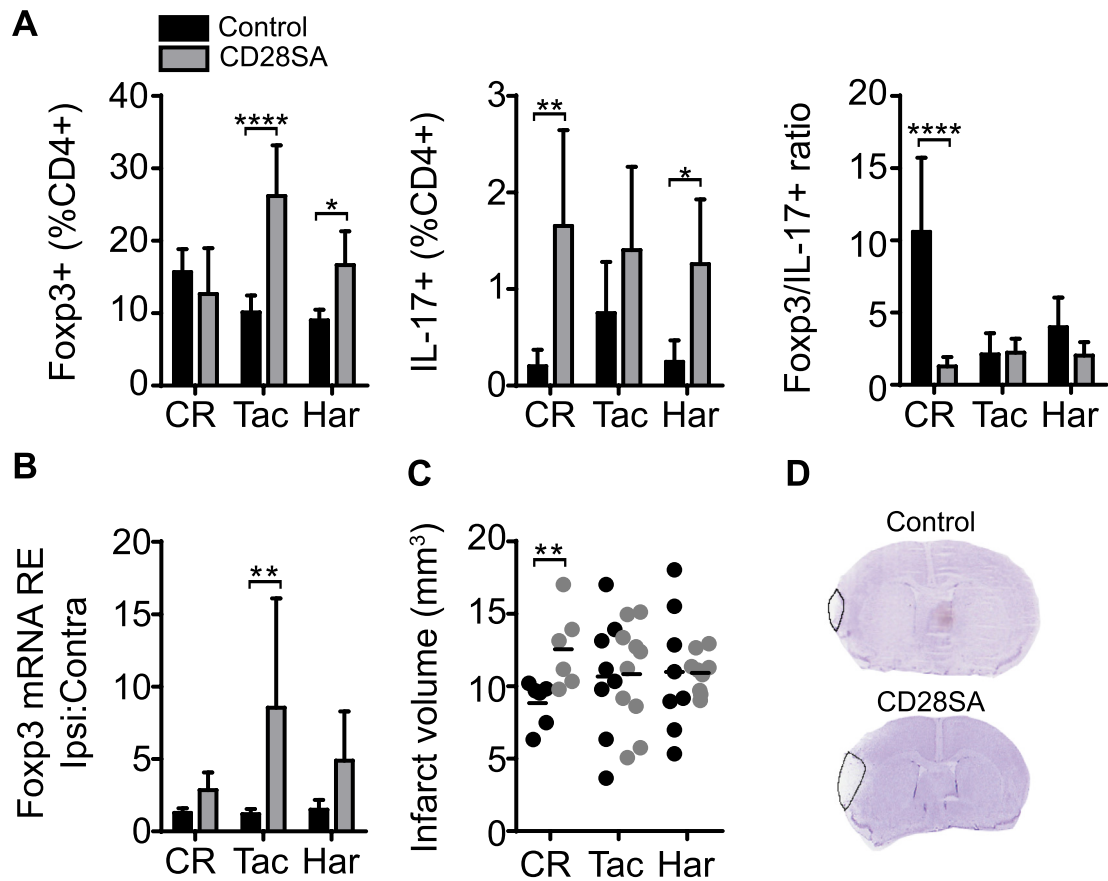 A
Control
CD28SA
Foxp3+ (%CD4+)
40
30
20
10
0
****
*
CR Tac Har
IL-17+ (%CD4+)
3
2
1
0
**
*
CR Tac Har
Foxp3/IL-17+ ratio
20
15
10
5
0
****
CR Tac Har
B
Foxp3 mRNA RE
Ipsi:Contra
20
15
10
5
0
**
CR Tac Har
C
Infarct volume (mm³)
20
15
10
5
0
**
CR Tac Har
D
Control
CD28SA